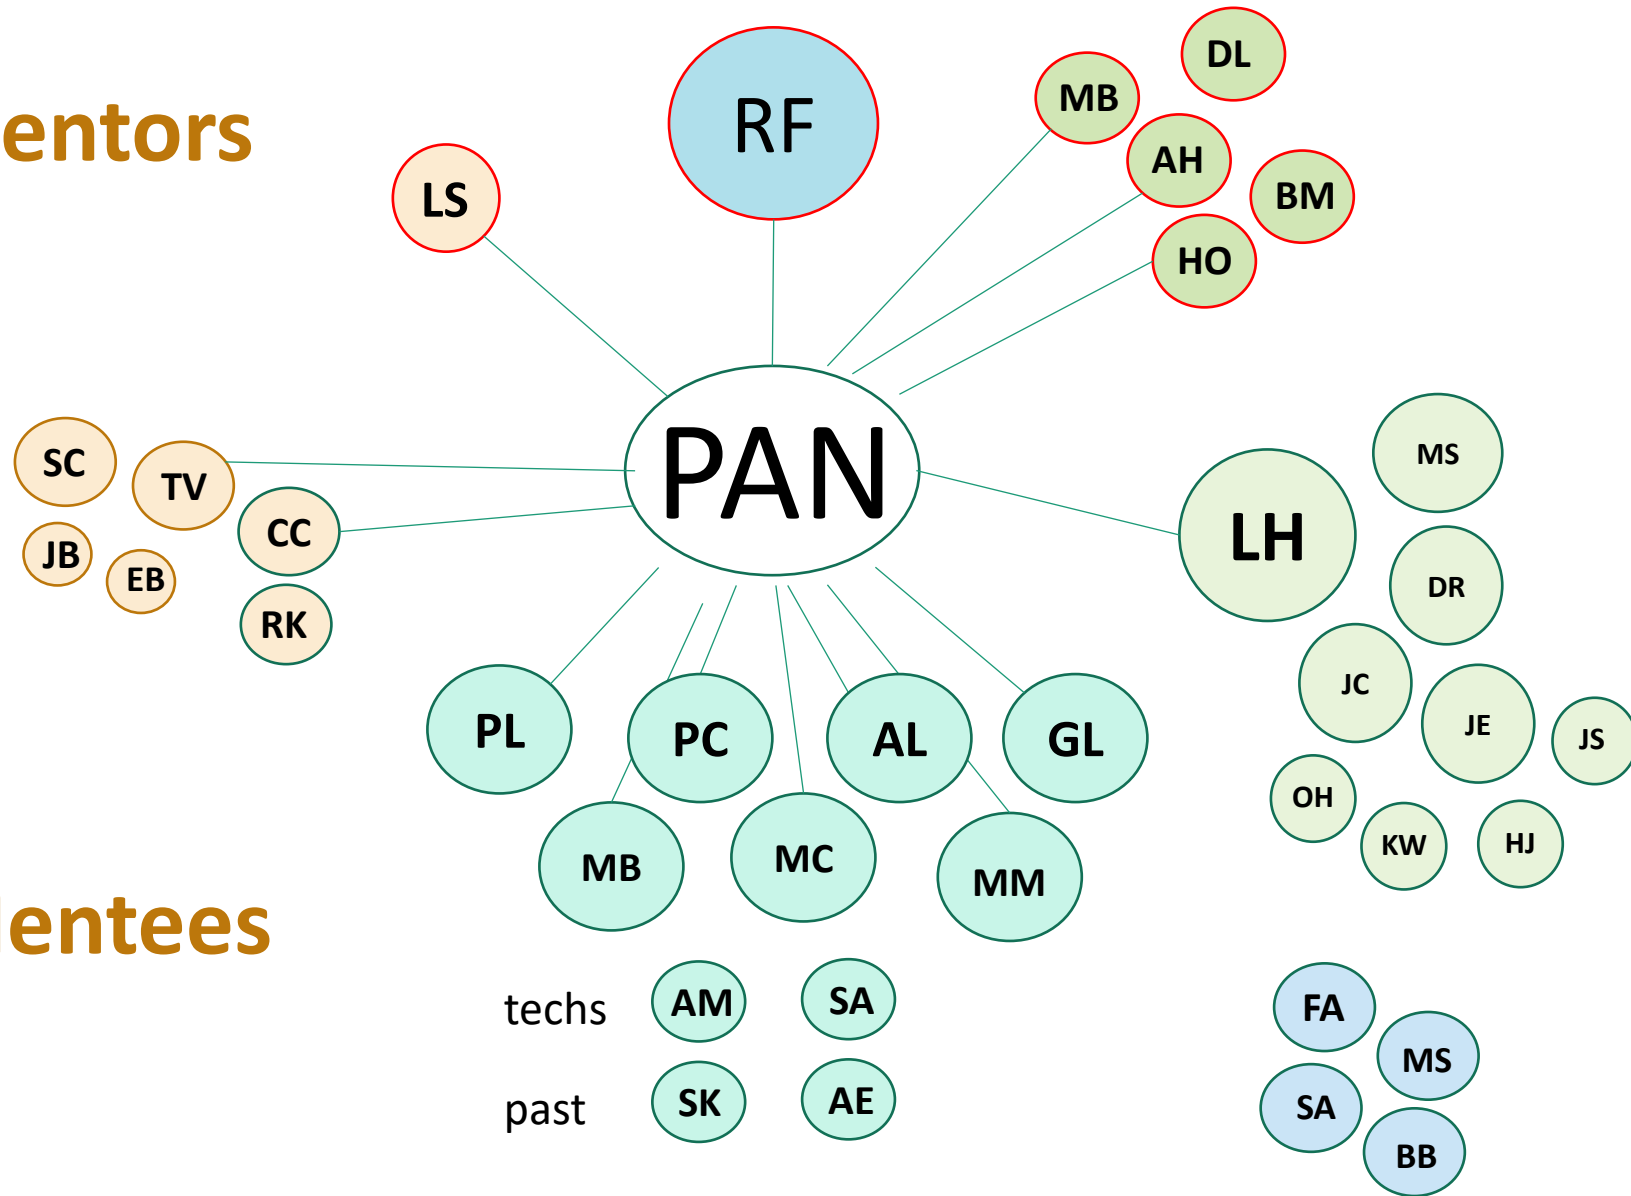 entors
LS
RF
MB
DL
AH
BM
HO
PAN
SC
TV
CC
JB
EB
RK
LH
MS
DR
JC
JE
JS
OH
KW
HJ
PL
PC
AL
GL
MB
MC
MM
entees
techs
AM
SA
past
SK
AE
FA
MS
SA
BB